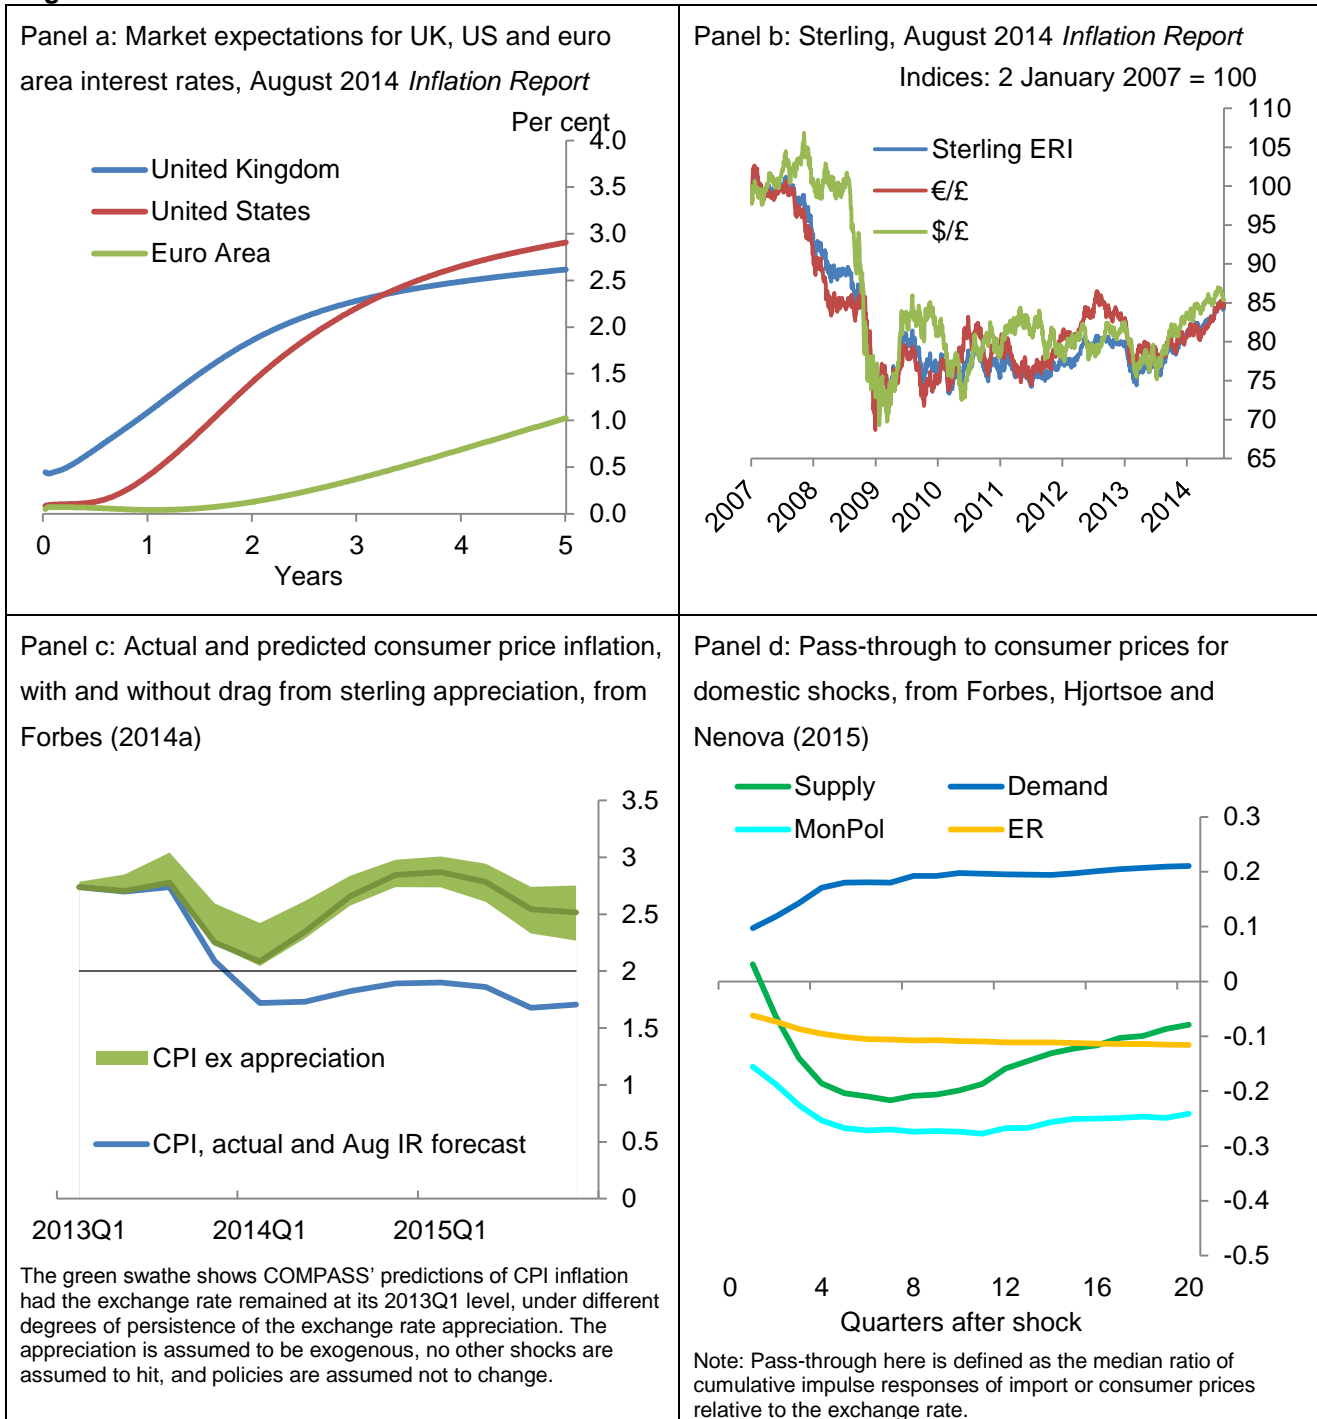 Panel a: Market expectations for UK, US and euro
area interest rates, August 2014 Inflation Report
Per cent
4.0
3.5
3.0
2.5
2.0
1.5
1.0
0.5
0.0
United Kingdom
United States
Euro Area
0 1 2 3 4 5
Years
Panel b: Sterling, August 2014 Inflation Report
Indices: 2 January 2007 = 100
110
105
100
95
90
85
80
75
70
65
Sterling ERI
€/£
$/£
2007 2008 2009 2010 2011 2012 2013 2014
Panel c: Actual and predicted consumer price inflation,
with and without drag from sterling appreciation, from
Forbes (2014a)
3.5
3
2.5
2
1.5
1
0.5
0
CPI ex appreciation
CPI, actual and Aug IR forecast
2013Q1 2014Q1 2015Q1
The green swathe shows COMPASS' predictions of CPI inflation
had the exchange rate remained at its 2013Q1 level, under different
degrees of persistence of the exchange rate appreciation. The
appreciation is assumed to be exogenous, no other shocks are
assumed to hit, and policies are assumed not to change.
Panel d: Pass-through to consumer prices for
domestic shocks, from Forbes, Hjortsoe and
Nenova (2015)
Supply Demand
MonPol ER
0.3
0.2
0.1
0
-0.1
-0.2
-0.3
-0.4
-0.5
0 4 8 12 16 20
Quarters after shock
Note: Pass-through here is defined as the median ratio of
cumulative impulse responses of import or consumer prices
relative to the exchange rate.